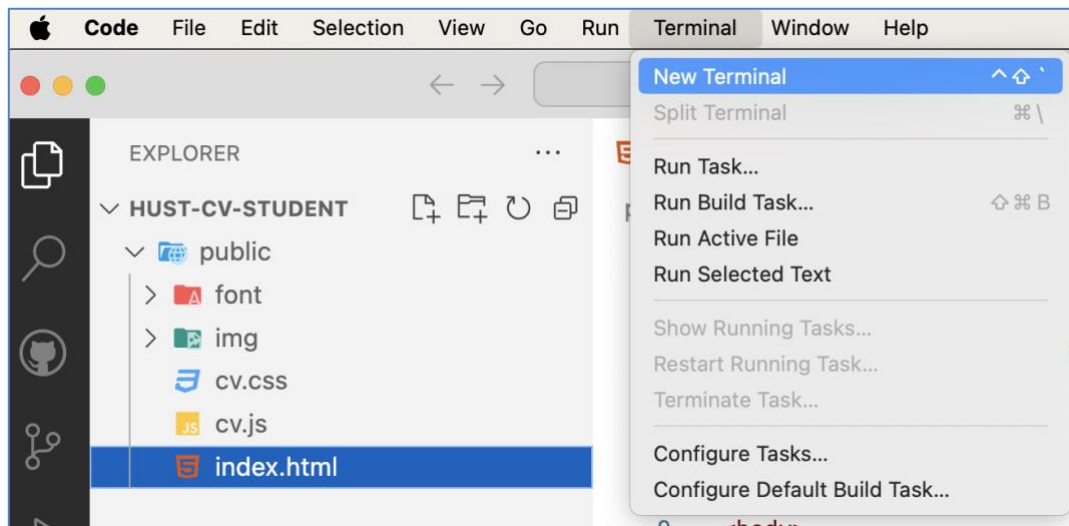 Code File Edit Selection View Go Run Terminal Window Help
New Terminal ^⇧`
Split Terminal ⌘\
EXPLORER ...
Run Task...
HUST-CV-STUDENT
Run Build Task... ⇧⌘B
public
Run Active File
font
Run Selected Text
img
Show Running Tasks...
cv.css
Restart Running Task...
JS cv.js
Terminate Task...
index.html
Configure Tasks...
Configure Default Build Task...